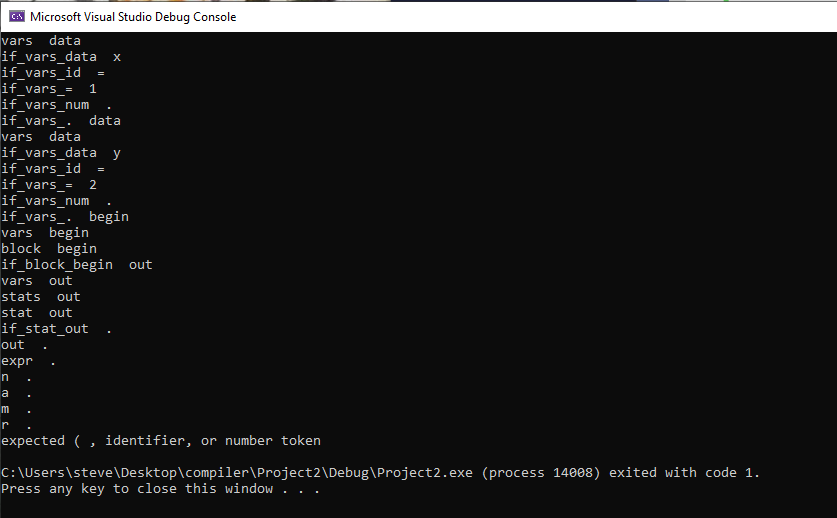 Microsoft Visual Studio Debug Console
vars  data
if_vars_data  x
if_vars_id  =
if_vars_=  1
if_vars_num  .
if_vars_.  data
vars  data
if_vars_data  y
if_vars_id  =
if_vars_=  2
if_vars_num  .
if_vars_.  begin
vars  begin
block  begin
if_block_begin  out
vars  out
stats  out
stat  out
if_stat_out  .
out  .
expr  .
n  .
a  .
m  .
r  .
expected ( , identifier, or number token
C:\Users\steve\Desktop\compiler\Project2\Debug\Project2.exe (process 14008) exited with code 1.
Press any key to close this window . . .